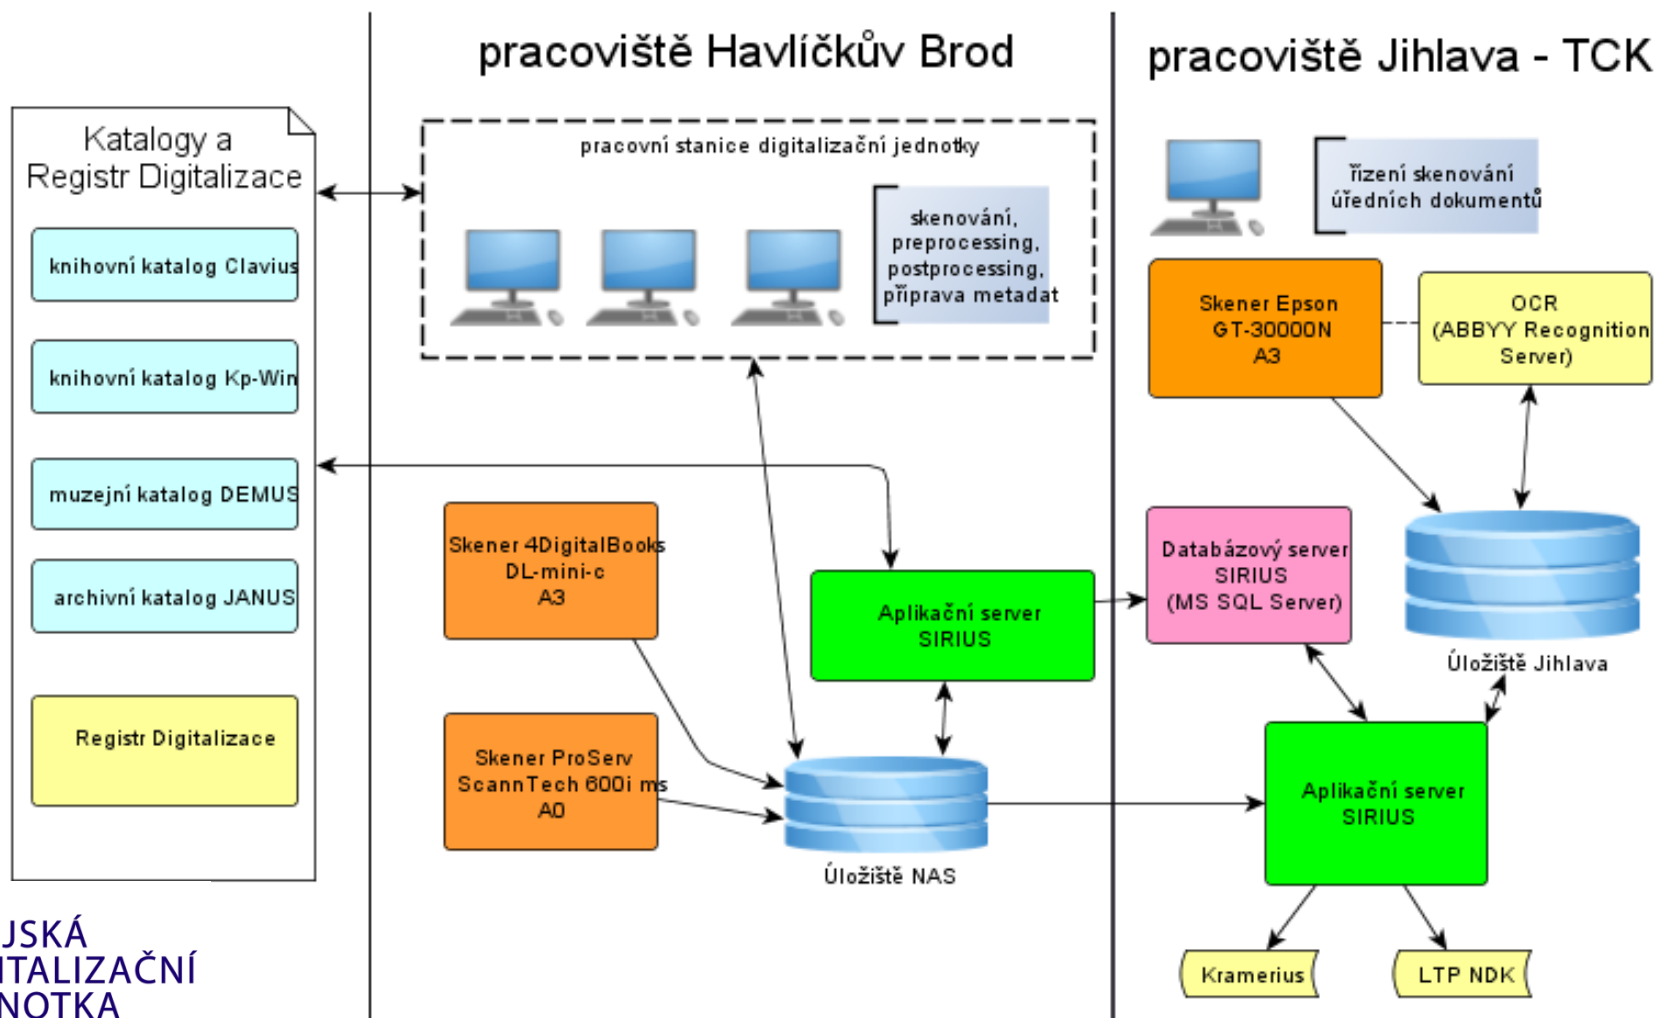 pracoviště Havlíčkův Brod
pracoviště Jihlava - TCK
Katalogy a
Registr Digitalizace
knihovní katalog Clavius
knihovní katalog Kp-Win
muzejní katalog DEMUS
archivní katalog JANUS
Registr Digitalizace
pracovní stanice digitalizační jednotky
skenování,
preprocessing,
postprocessing,
příprava metadat
Skener 4DigitalBooks
DL-mini-c
A3
Skener ProServ
ScannTech 600i ms
A0
Aplikační server
SIRIUS
Úložiště NAS
řízení skenování
úředních dokumentů
Skener Epson
GT-30000N
A3
OCR
(ABBYY Recognition
Server)
Databázový server
SIRIUS
(MS SQL Server)
Úložiště Jihlava
Aplikační server
SIRIUS
Kramerius
LTP NDK
JSKÁ
ITALIZAČNÍ
NOTKA